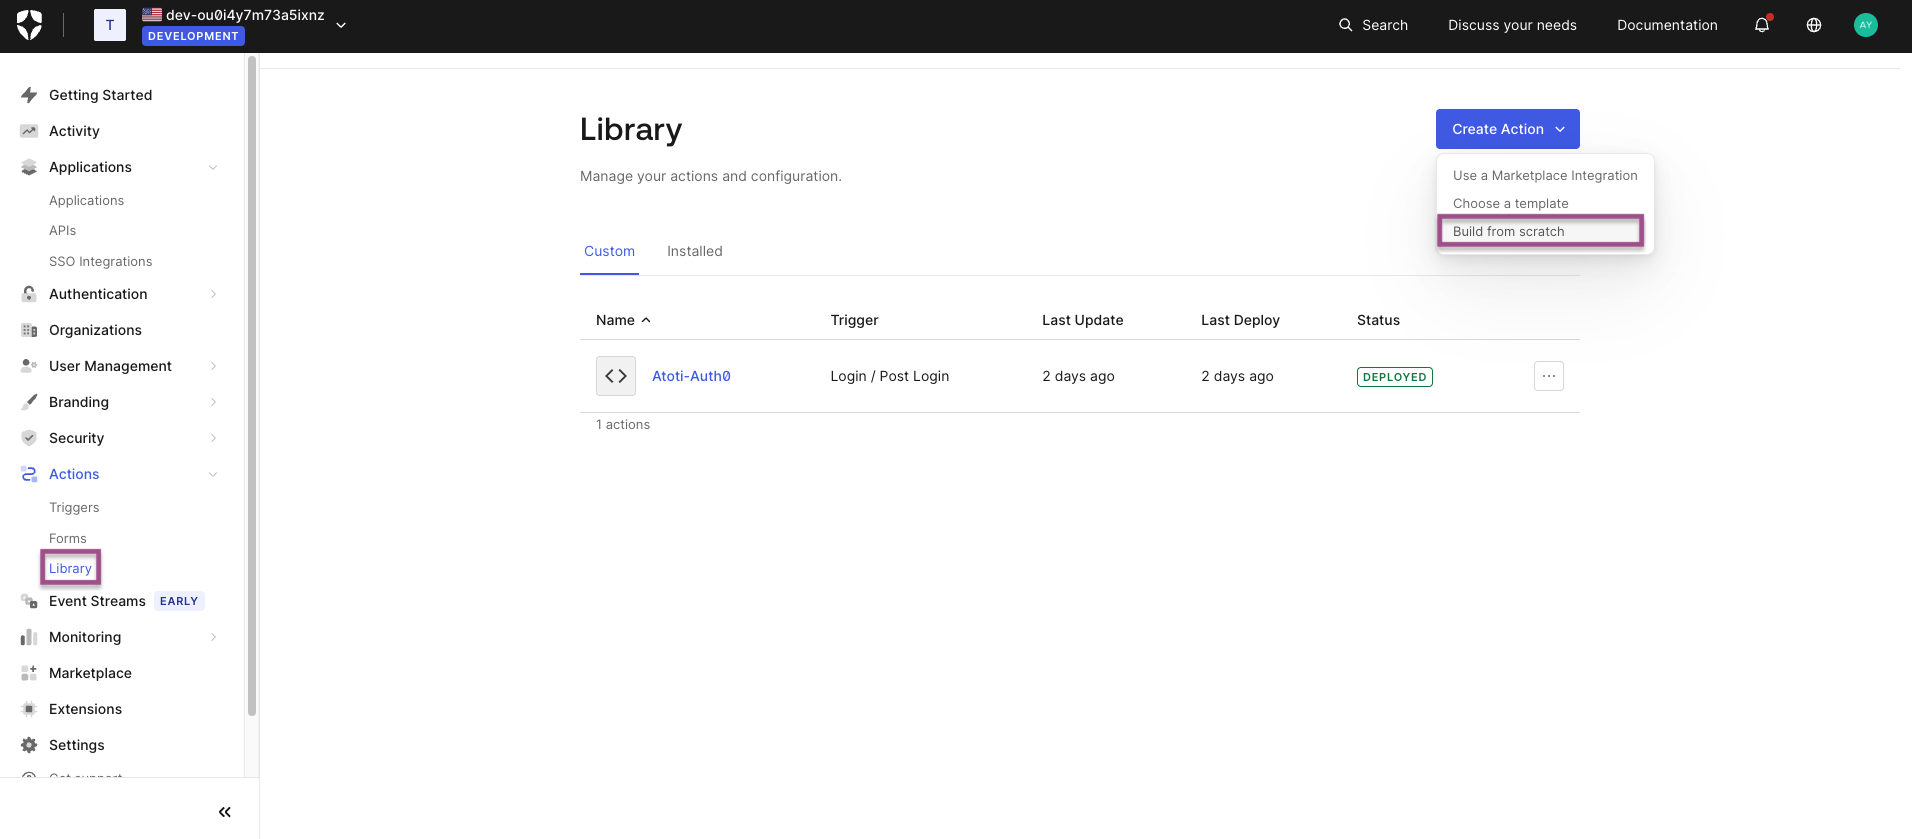 T
dev-ou0i4y7m73a5ixnz
DEVELOPMENT
Search
Discuss your needs
Documentation
AY
Getting Started
Activity
Applications
Applications
APIs
SSO Integrations
Authentication
Organizations
User Management
Branding
Security
Actions
Triggers
Forms
Library
Event Streams EARLY
Monitoring
Marketplace
Extensions
Settings
Get support
Library
Create Action
Manage your actions and configuration.
Use a Marketplace Integration
Choose a template
Build from scratch
Custom Installed
Name Trigger Last Update Last Deploy Status
Atoti-Auth0 Login / Post Login 2 days ago 2 days ago DEPLOYED ...
1 actions